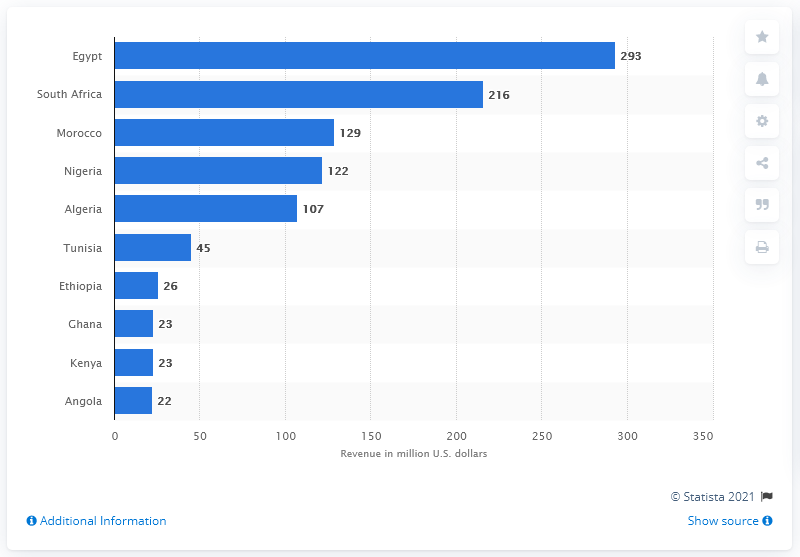 Egypt 293
South Africa 216
Morocco 129
Nigeria 122
Algeria 107
Tunisia 45
Ethiopia 26
Ghana 23
Kenya 23
Angola 22
0 50 100 150 200 250 300 350
Revenue in million U.S. dollars
© Statista 2021
Additional Information Show source